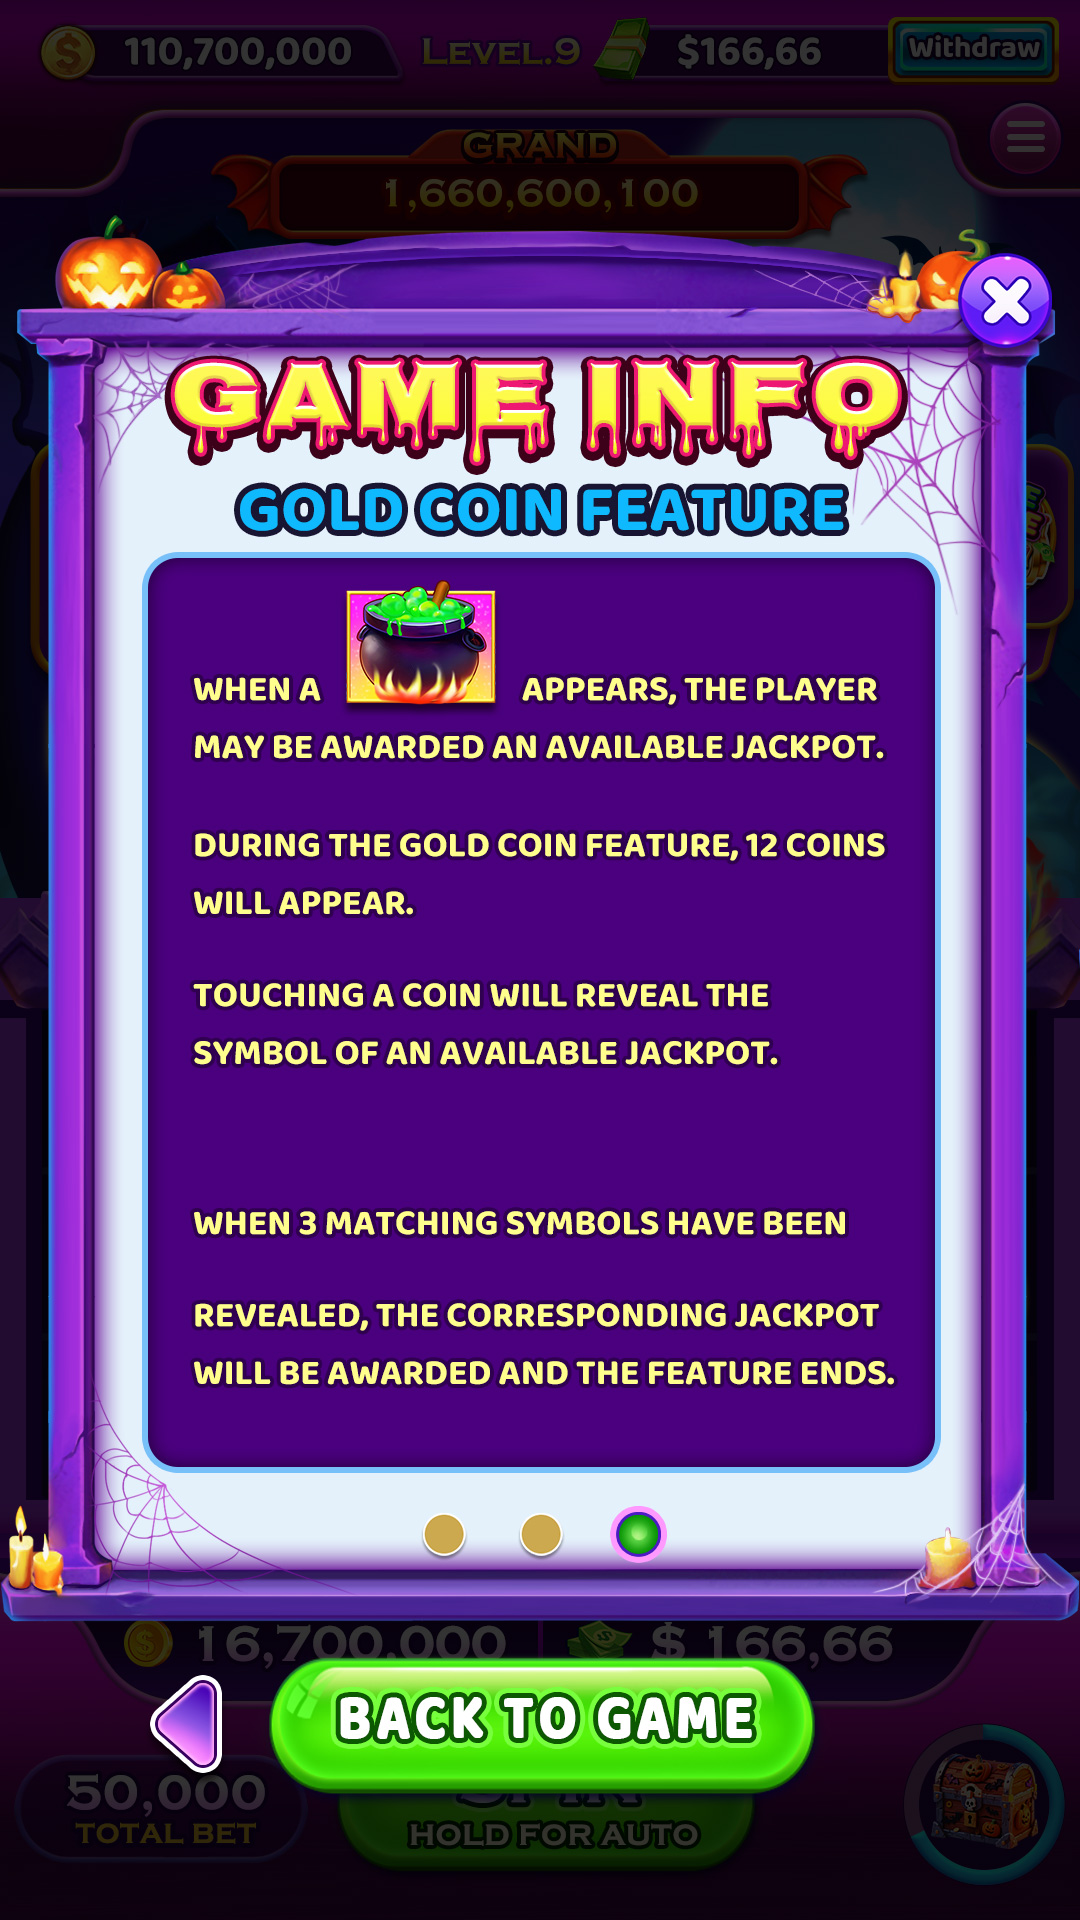 110,700,000 LEVEL.9 $166,66 Withdraw
GRAND
1,660,600,100
GAME INFO
GOLD COIN FEATURE
WHEN A APPEARS, THE PLAYER
MAY BE AWARDED AN AVAILABLE JACKPOT.
DURING THE GOLD COIN FEATURE, 12 COINS
WILL APPEAR.
TOUCHING A COIN WILL REVEAL THE
SYMBOL OF AN AVAILABLE JACKPOT.
WHEN 3 MATCHING SYMBOLS HAVE BEEN
REVEALED, THE CORRESPONDING JACKPOT
WILL BE AWARDED AND THE FEATURE ENDS.
16,700,000 $ 166,66
BACK TO GAME
50,000
TOTAL BET
SPIN
HOLD FOR AUTO